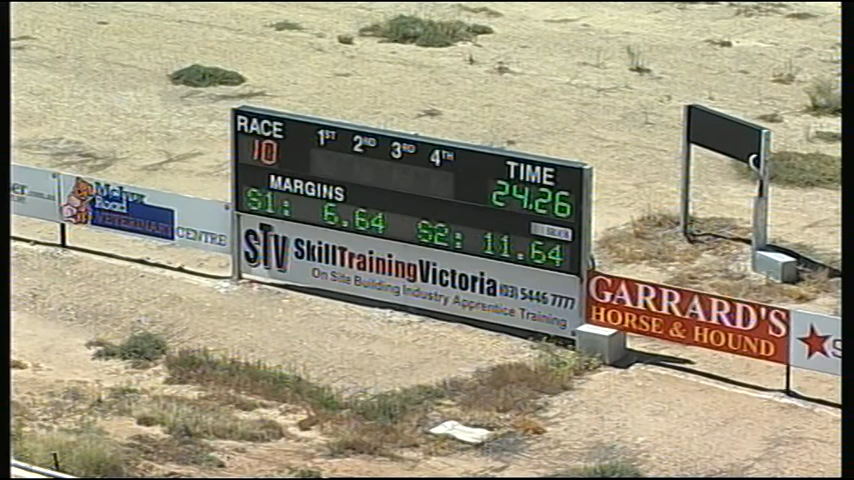 RACE 1ST 2ND 3RD 4TH TIME
10 24.26
MARGINS
S1: 6.64 S2: 11.64
STV SkillTrainingVictoria (03) 5446 7777
On Site Building Industry Apprentice Training
Road
VETERINARY CENTRE
GARRARD'S
HORSE & HOUND